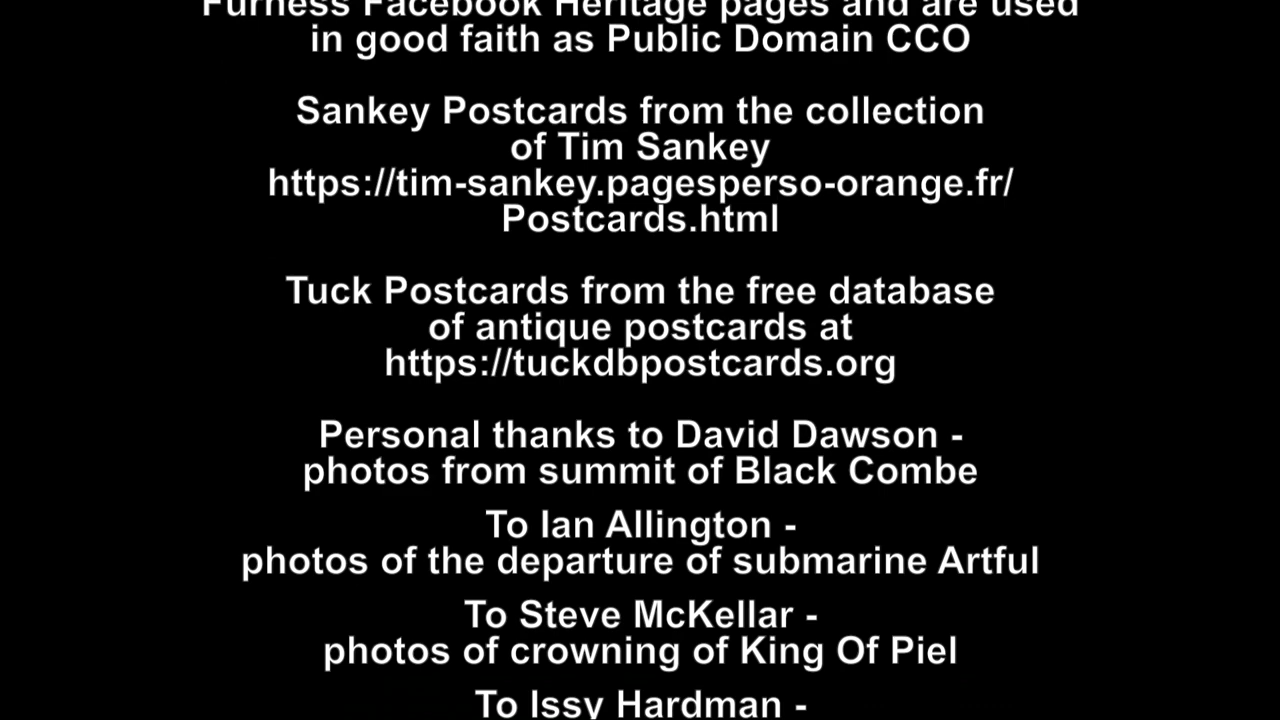 Furness Facebook Heritage pages and are used
in good faith as Public Domain CCO
Sankey Postcards from the collection
of Tim Sankey
https://tim-sankey.pagesperso-orange.fr/
Postcards.html
Tuck Postcards from the free database
of antique postcards at
https://tuckdbpostcards.org
Personal thanks to David Dawson -
photos from summit of Black Combe
To Ian Allington -
photos of the departure of submarine Artful
To Steve McKellar -
photos of crowning of King Of Piel
To Issy Hardman -